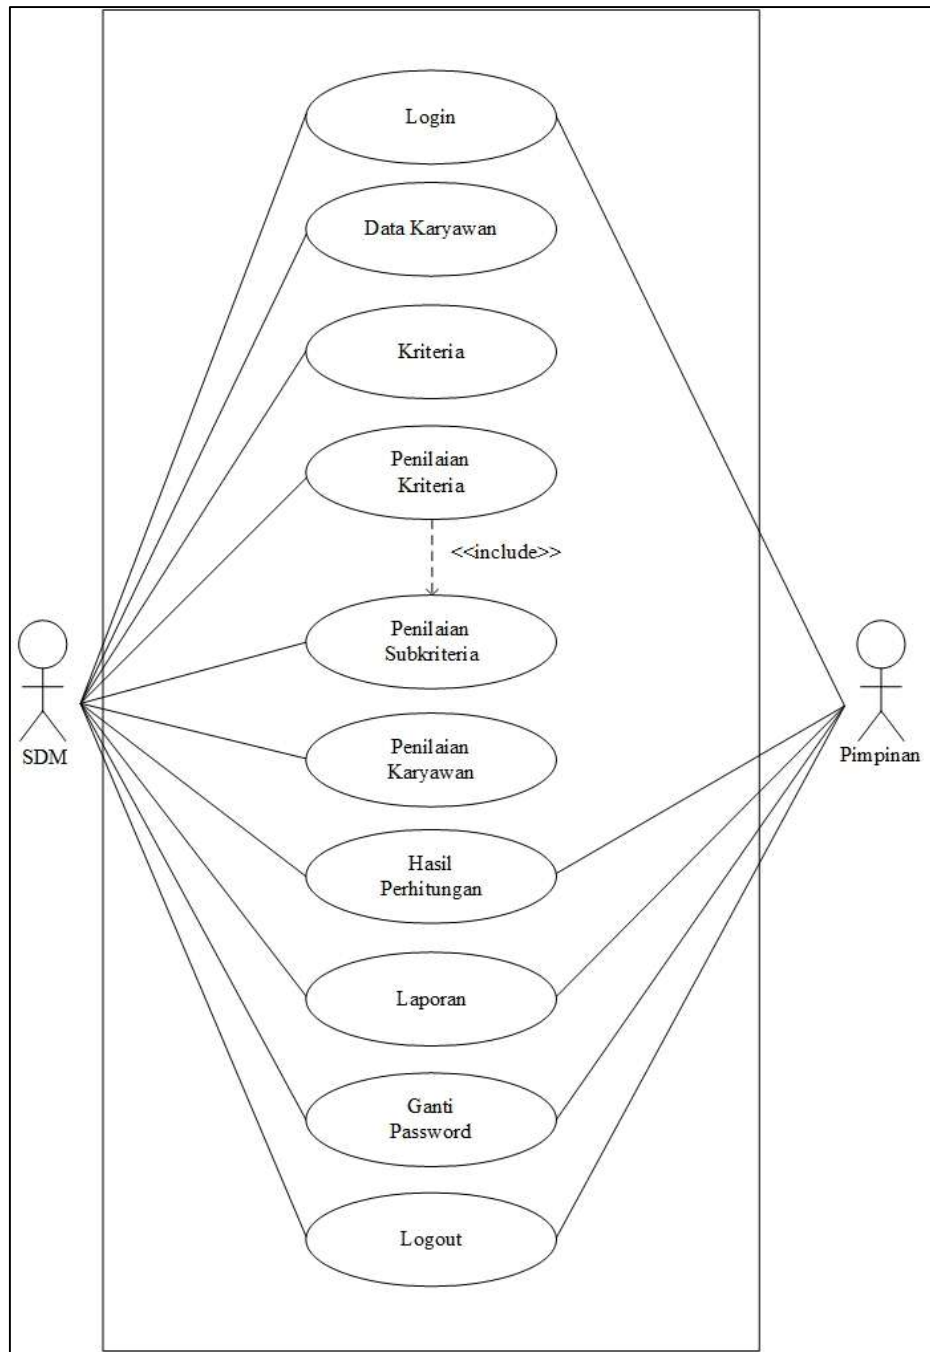 Login
Data Karyawan
Kriteria
Penilaian
Kriteria
<<include>>
Penilaian
Subkriteria
SDM
Penilaian
Karyawan
Pimpinan
Hasil
Perhitungan
Laporan
Ganti
Password
Logout